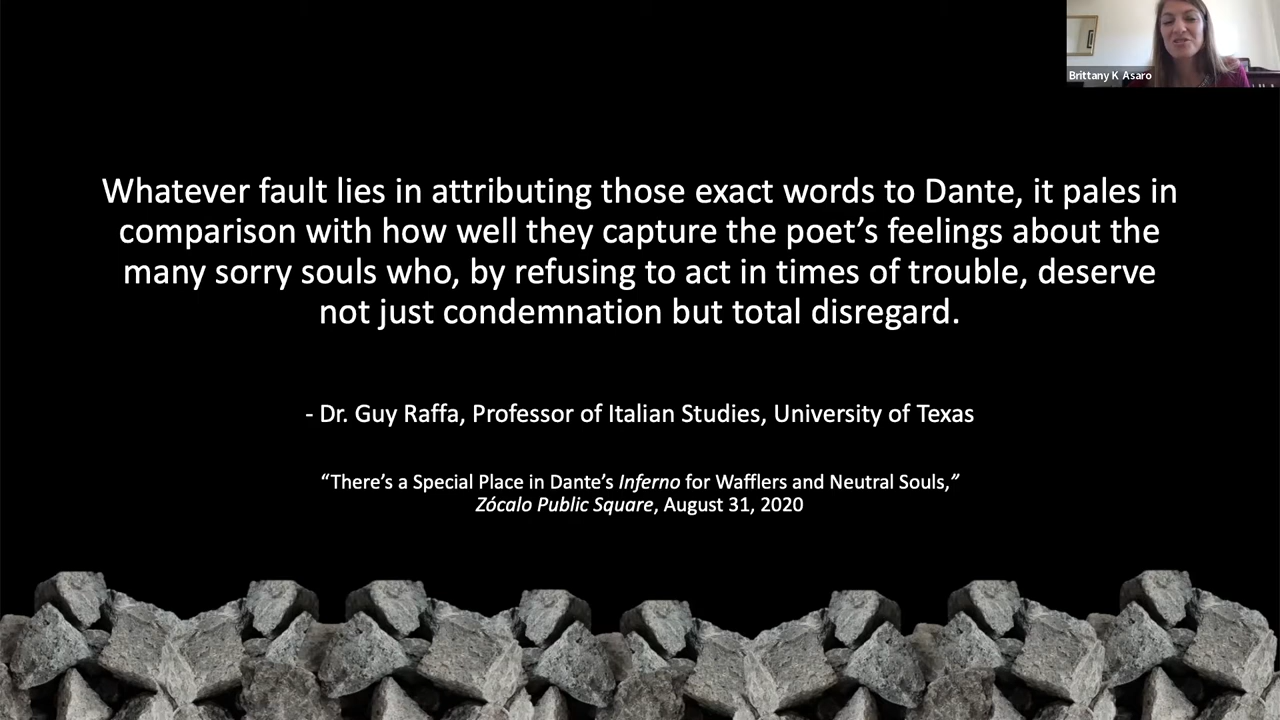 Brittany K Asaro
Whatever fault lies in attributing those exact words to Dante, it pales in
comparison with how well they capture the poet’s feelings about the
many sorry souls who, by refusing to act in times of trouble, deserve
not just condemnation but total disregard.
- Dr. Guy Raffa, Professor of Italian Studies, University of Texas
“There’s a Special Place in Dante’s Inferno for Wafflers and Neutral Souls,”
Zócalo Public Square, August 31, 2020